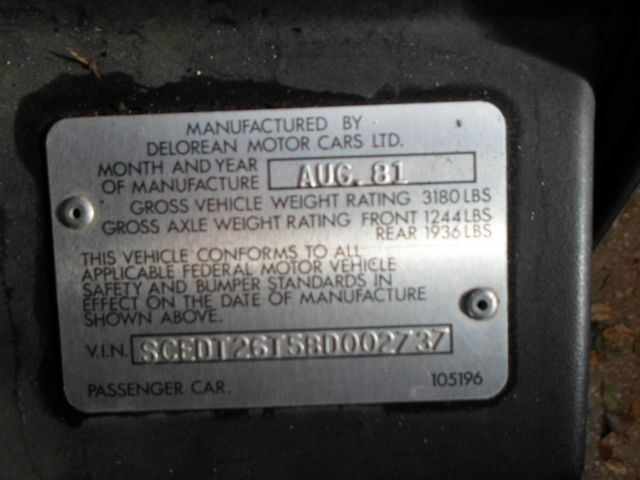 MANUFACTURED BY
DELOREAN MOTOR CARS LTD.
MONTH AND YEAR
OF MANUFACTURE AUG. 81
GROSS VEHICLE WEIGHT RATING 3180 LBS
GROSS AXLE WEIGHT RATING FRONT 1244 LBS
REAR 1936 LBS
THIS VEHICLE CONFORMS TO ALL
APPLICABLE FEDERAL MOTOR VEHICLE
SAFETY AND BUMPER STANDARDS IN
EFFECT ON THE DATE OF MANUFACTURE
SHOWN ABOVE.
V.I.N. SCEDT26T5BD002737
PASSENGER CAR. 105196